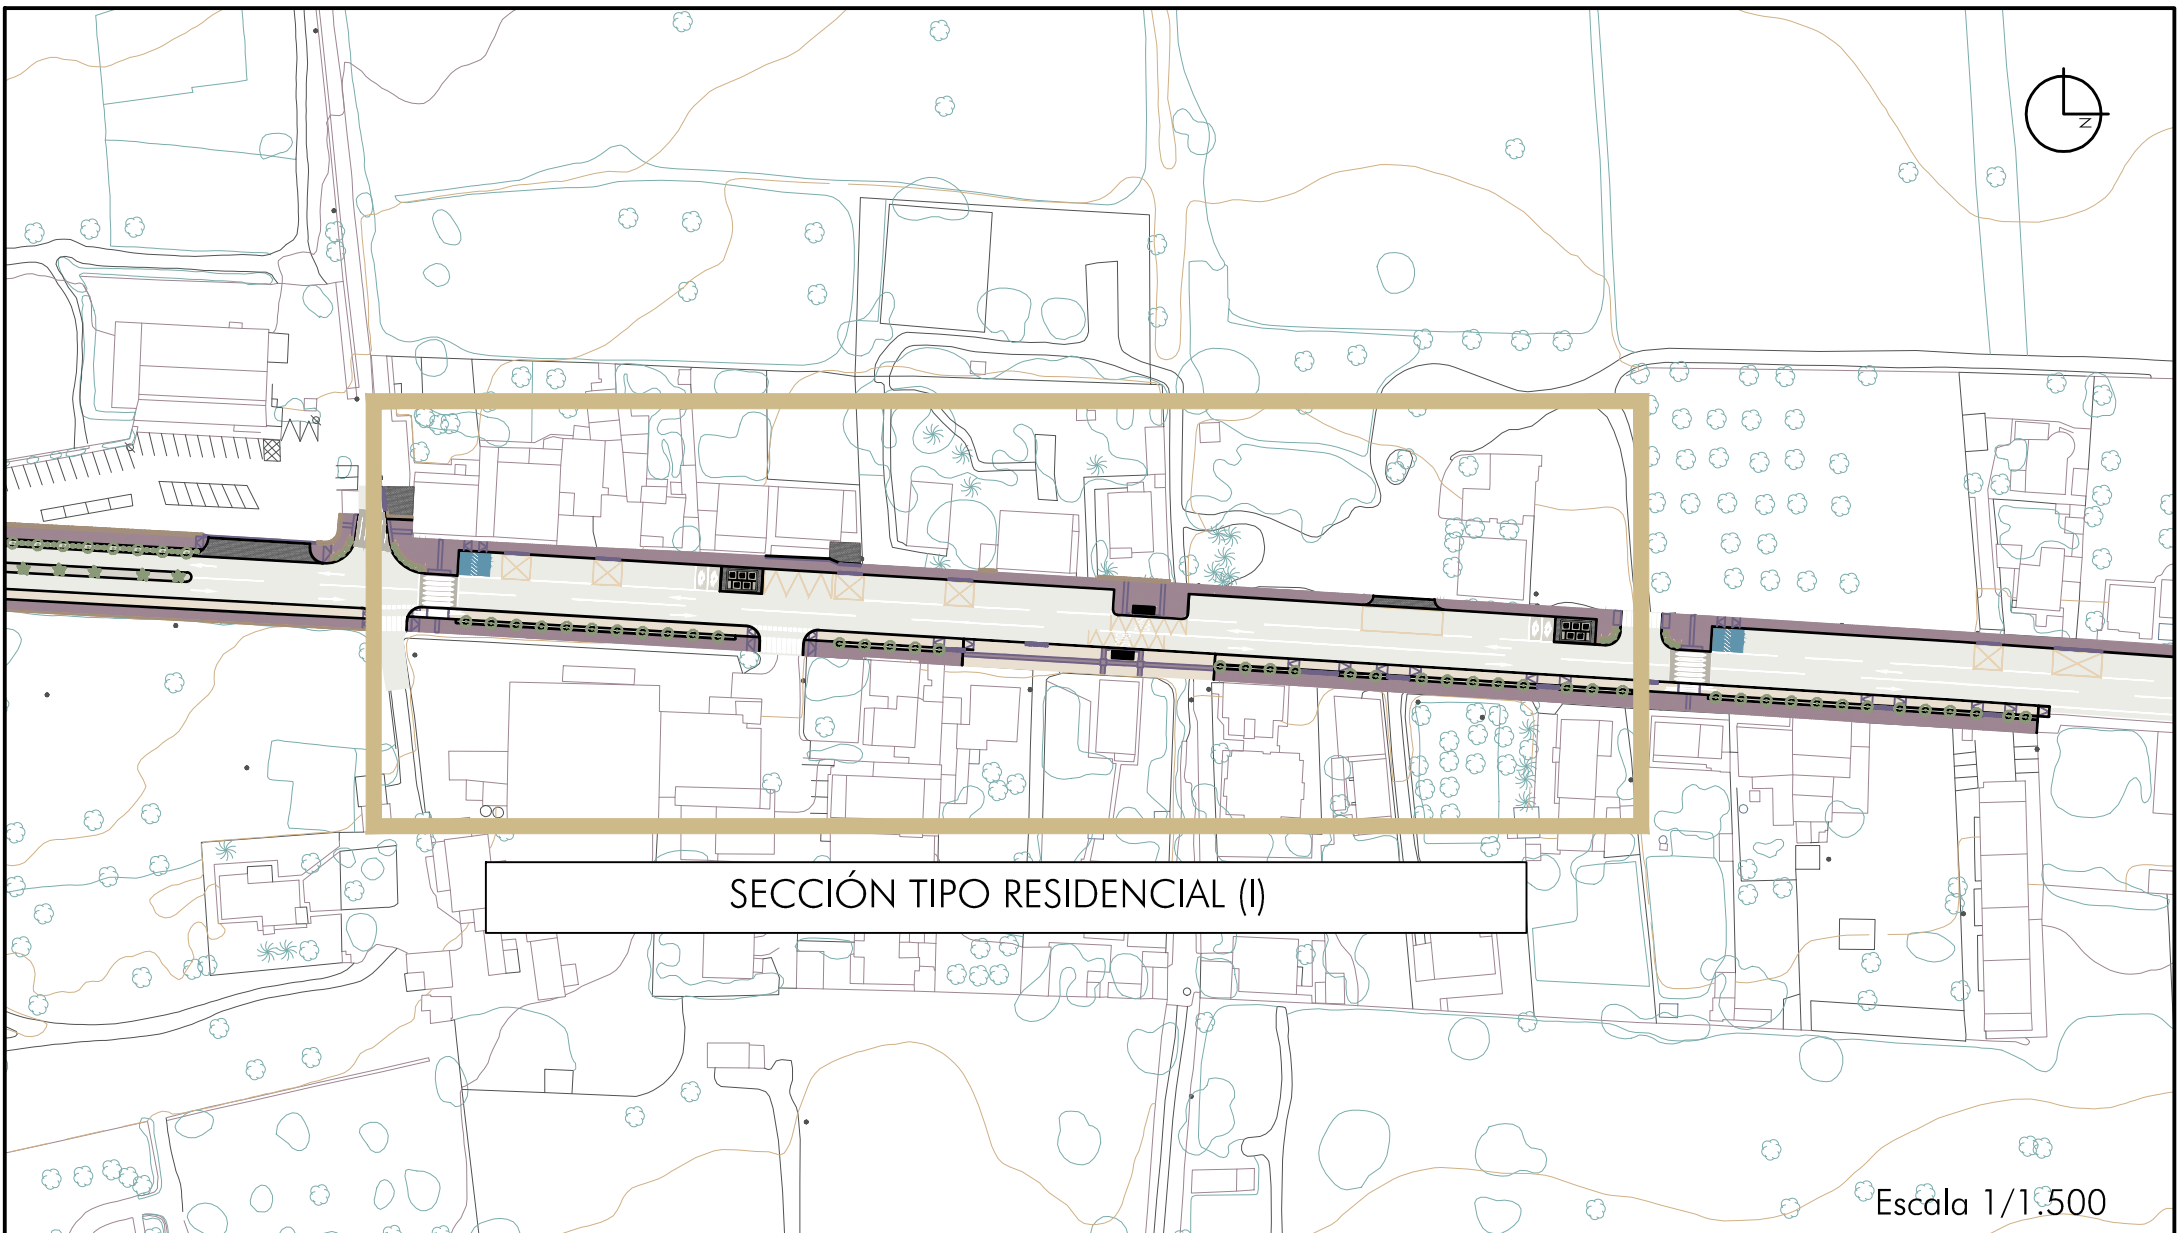 N
SECCIÓN TIPO RESIDENCIAL (I)
Escala 1/1.500